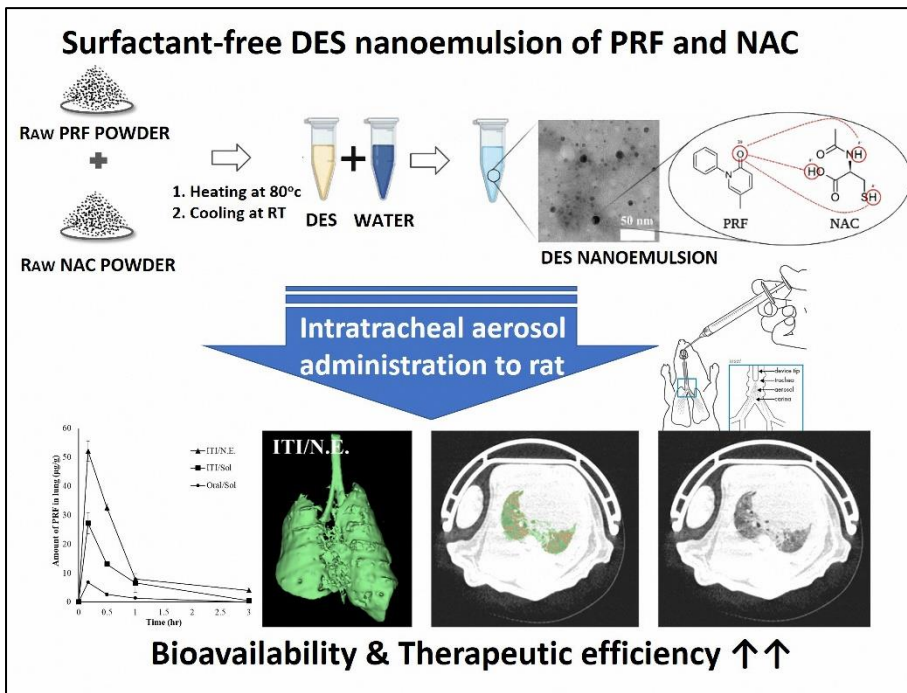 Surfactant-free DES nanoemulsion of PRF and NAC
RAW PRF POWDER
+
RAW NAC POWDER
1. Heating at 80°c
2. Cooling at RT
+
DES
WATER
50 nm
DES NANOEMULSION
O
N
PRF
O
NH
HO
O
SH
NAC
Intratracheal aerosol
administration to rat
device tip
trachea
aerosol
carina
Amount of PRF in lung (µg/g)
60
50
40
30
20
10
0
0
0.5
1
1.5
2
2.5
3
Time (hr)
ITI/N.E.
ITI/Sol
Oral/Sol
ITI/N.E.
Bioavailability & Therapeutic efficiency ↑↑